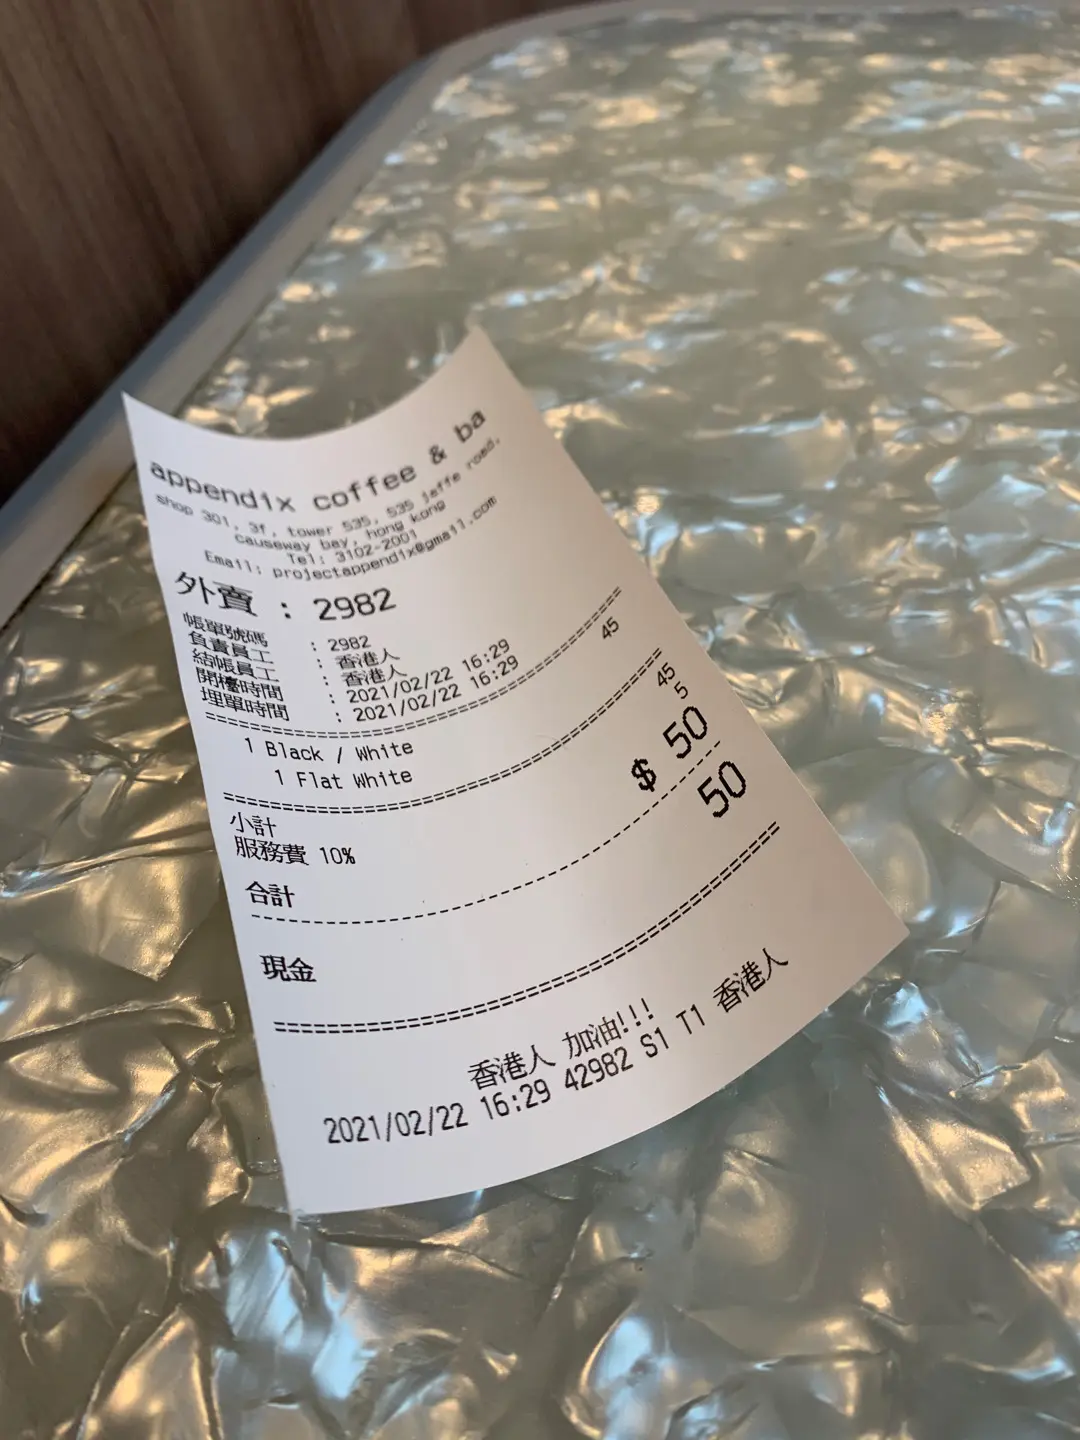 appendix coffee & ba
shop 301, 3f, tower 535, 535 jaffe road,
causeway bay, hong kong
Tel: 3102-2001
Email: projectappendix@gmail.com
外賣 : 2982
帳單號碼 : 2982
負責員工 : 香港人
結帳員工 : 香港人
開檯時間 : 2021/02/22 16:29
埋單時間 : 2021/02/22 16:29
1 Black / White 45
1 Flat White
小計 45
服務費 10% 5
合計 $ 50
現金 50
香港人 加油!!!
2021/02/22 16:29 42982 S1 T1 香港人